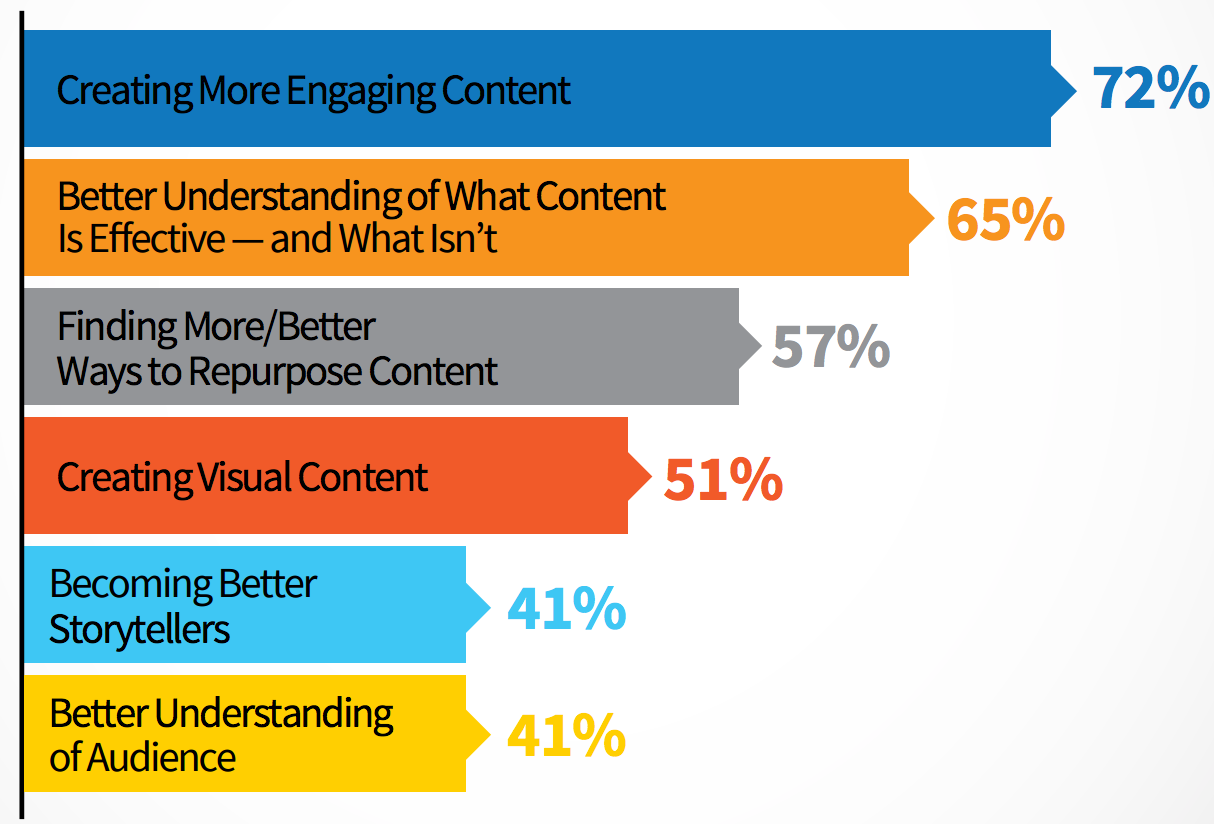 Creating More Engaging Content
72%
Better Understanding of What Content
Is Effective — and What Isn’t
65%
Finding More/Better
Ways to Repurpose Content
57%
Creating Visual Content
51%
Becoming Better
Storytellers
41%
Better Understanding
of Audience
41%